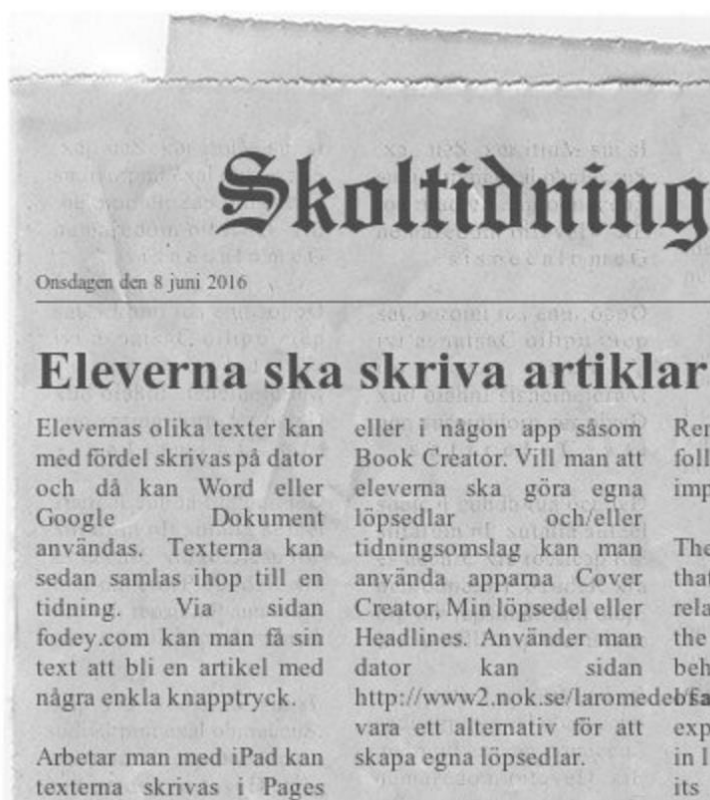 Skoltidning
Onsdagen den 8 juni 2016
Eleverna ska skriva artiklar
Elevernas olika texter kan
med fördel skrivas på dator
och då kan Word eller
Google Dokument
användas. Texterna kan
sedan samlas ihop till en
tidning. Via sidan
fodey.com kan man få sin
text att bli en artikel med
några enkla knapptryck.
Arbetar man med iPad kan
texterna skrivas i Pages
eller i någon app såsom
Book Creator. Vill man att
eleverna ska göra egna
löpsedlar och/eller
tidningsomslag kan man
använda apparna Cover
Creator, Min löpsedel eller
Headlines. Använder man
dator kan sidan
http://www2.nok.se/laromedel/
vara ett alternativ för att
skapa egna löpsedlar.
The
the
in
its